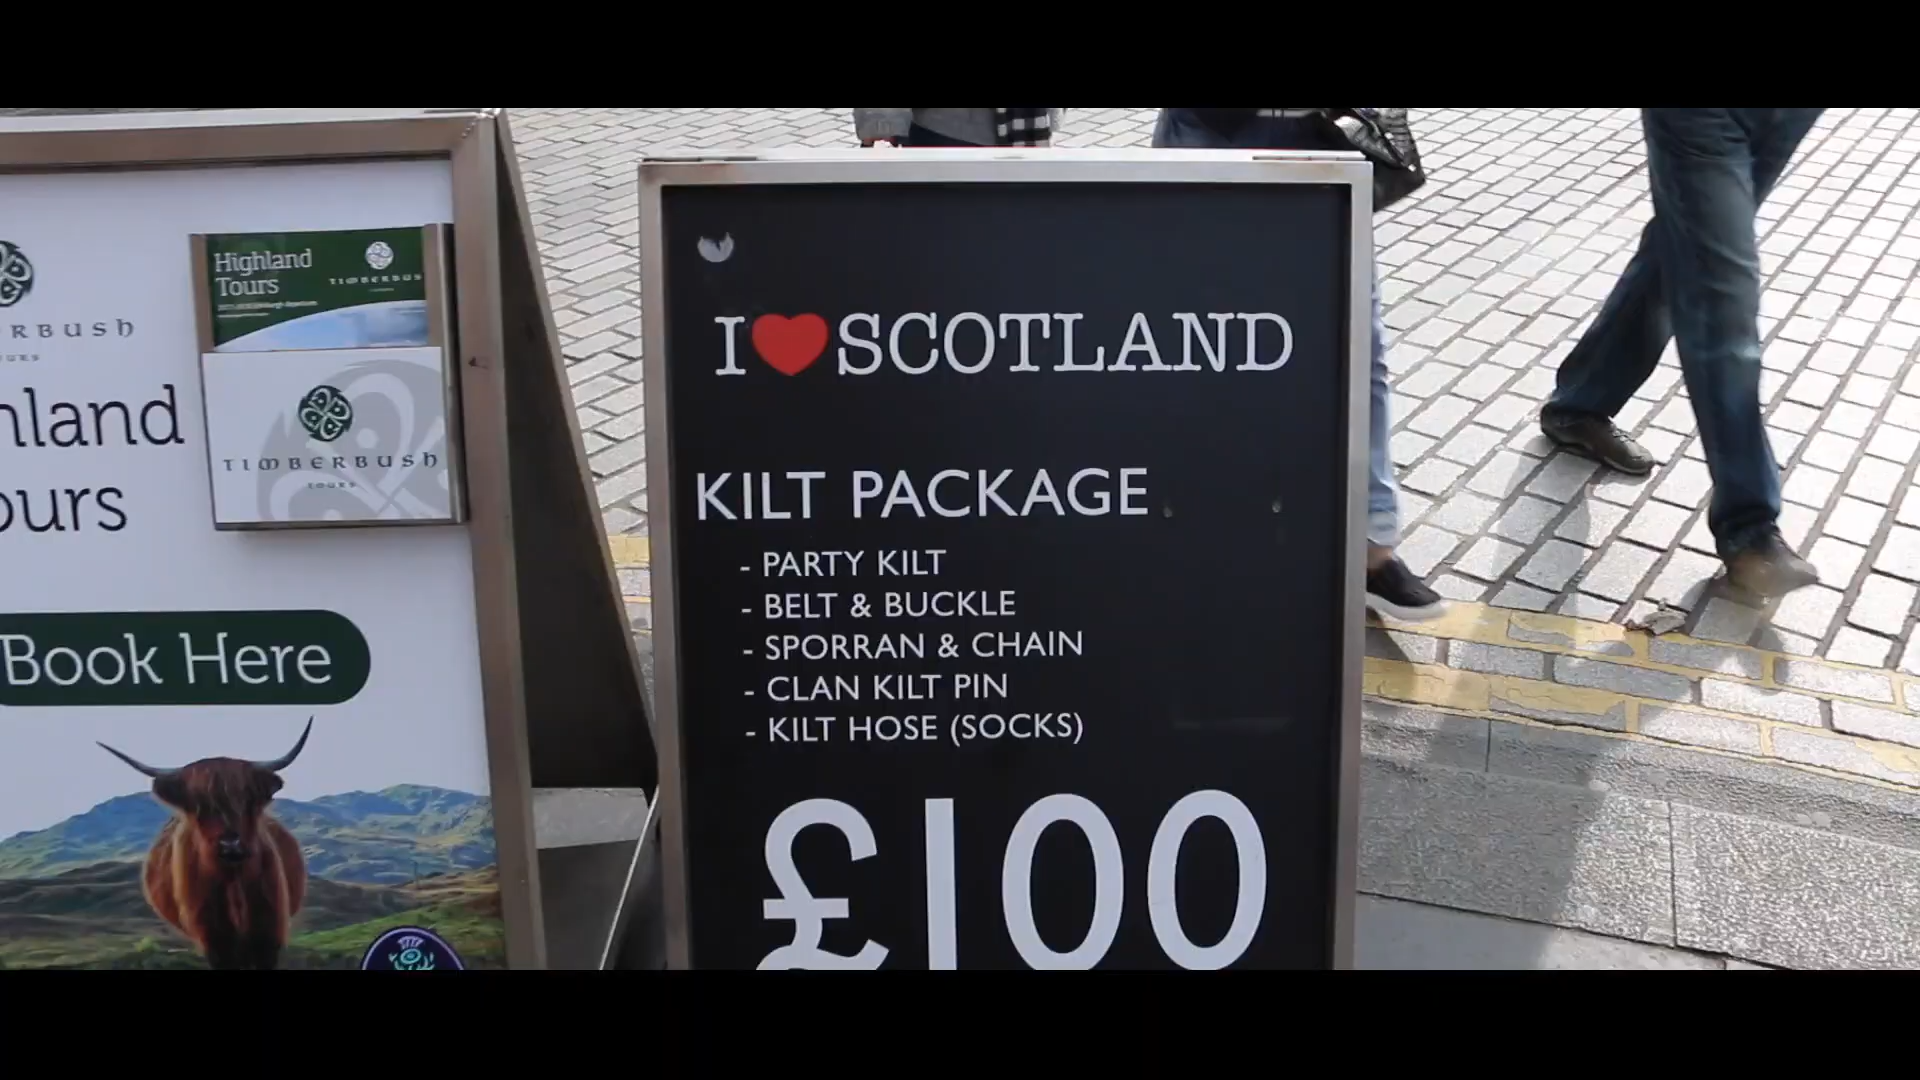 Highland
Tours
TIMBERBUS
RBUSH
hland
TIMBERBUSH
TOURS
ours
Book Here
I ❤ SCOTLAND
KILT PACKAGE
- PARTY KILT
- BELT & BUCKLE
- SPORRAN & CHAIN
- CLAN KILT PIN
- KILT HOSE (SOCKS)
£100